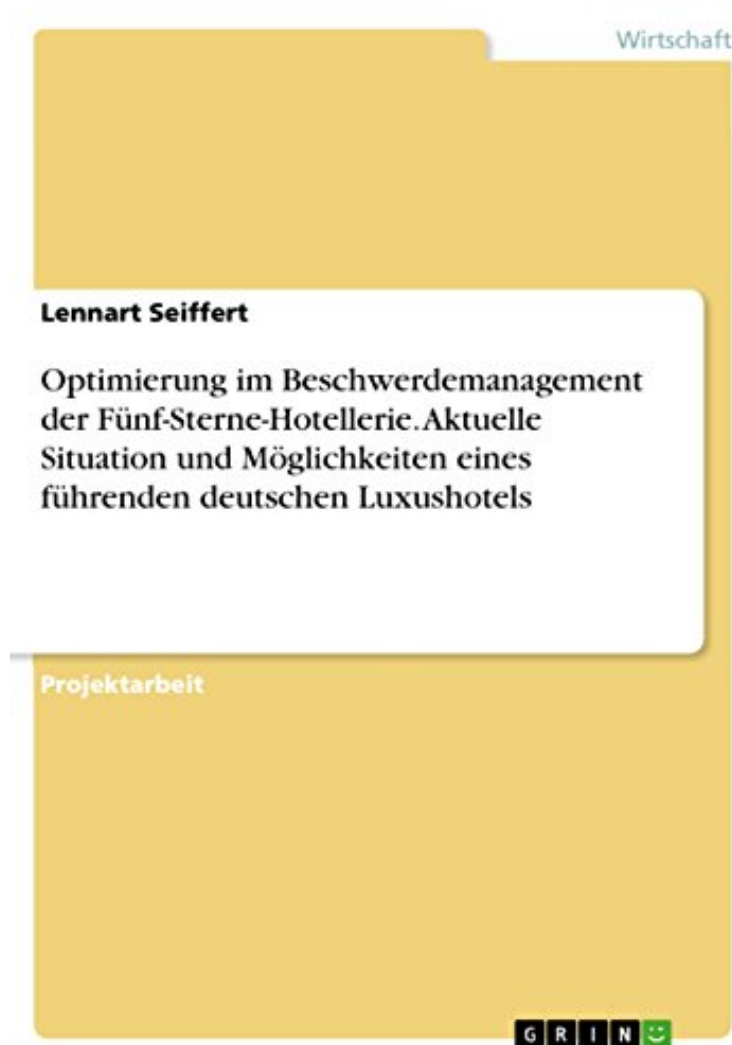 Wirtschaft
Lennart Seiffert
Optimierung im Beschwerdemanagement
der Fünf-Sterne-Hotellerie. Aktuelle
Situation und Möglichkeiten eines
führenden deutschen Luxushotels
Projektarbeit
GRIN